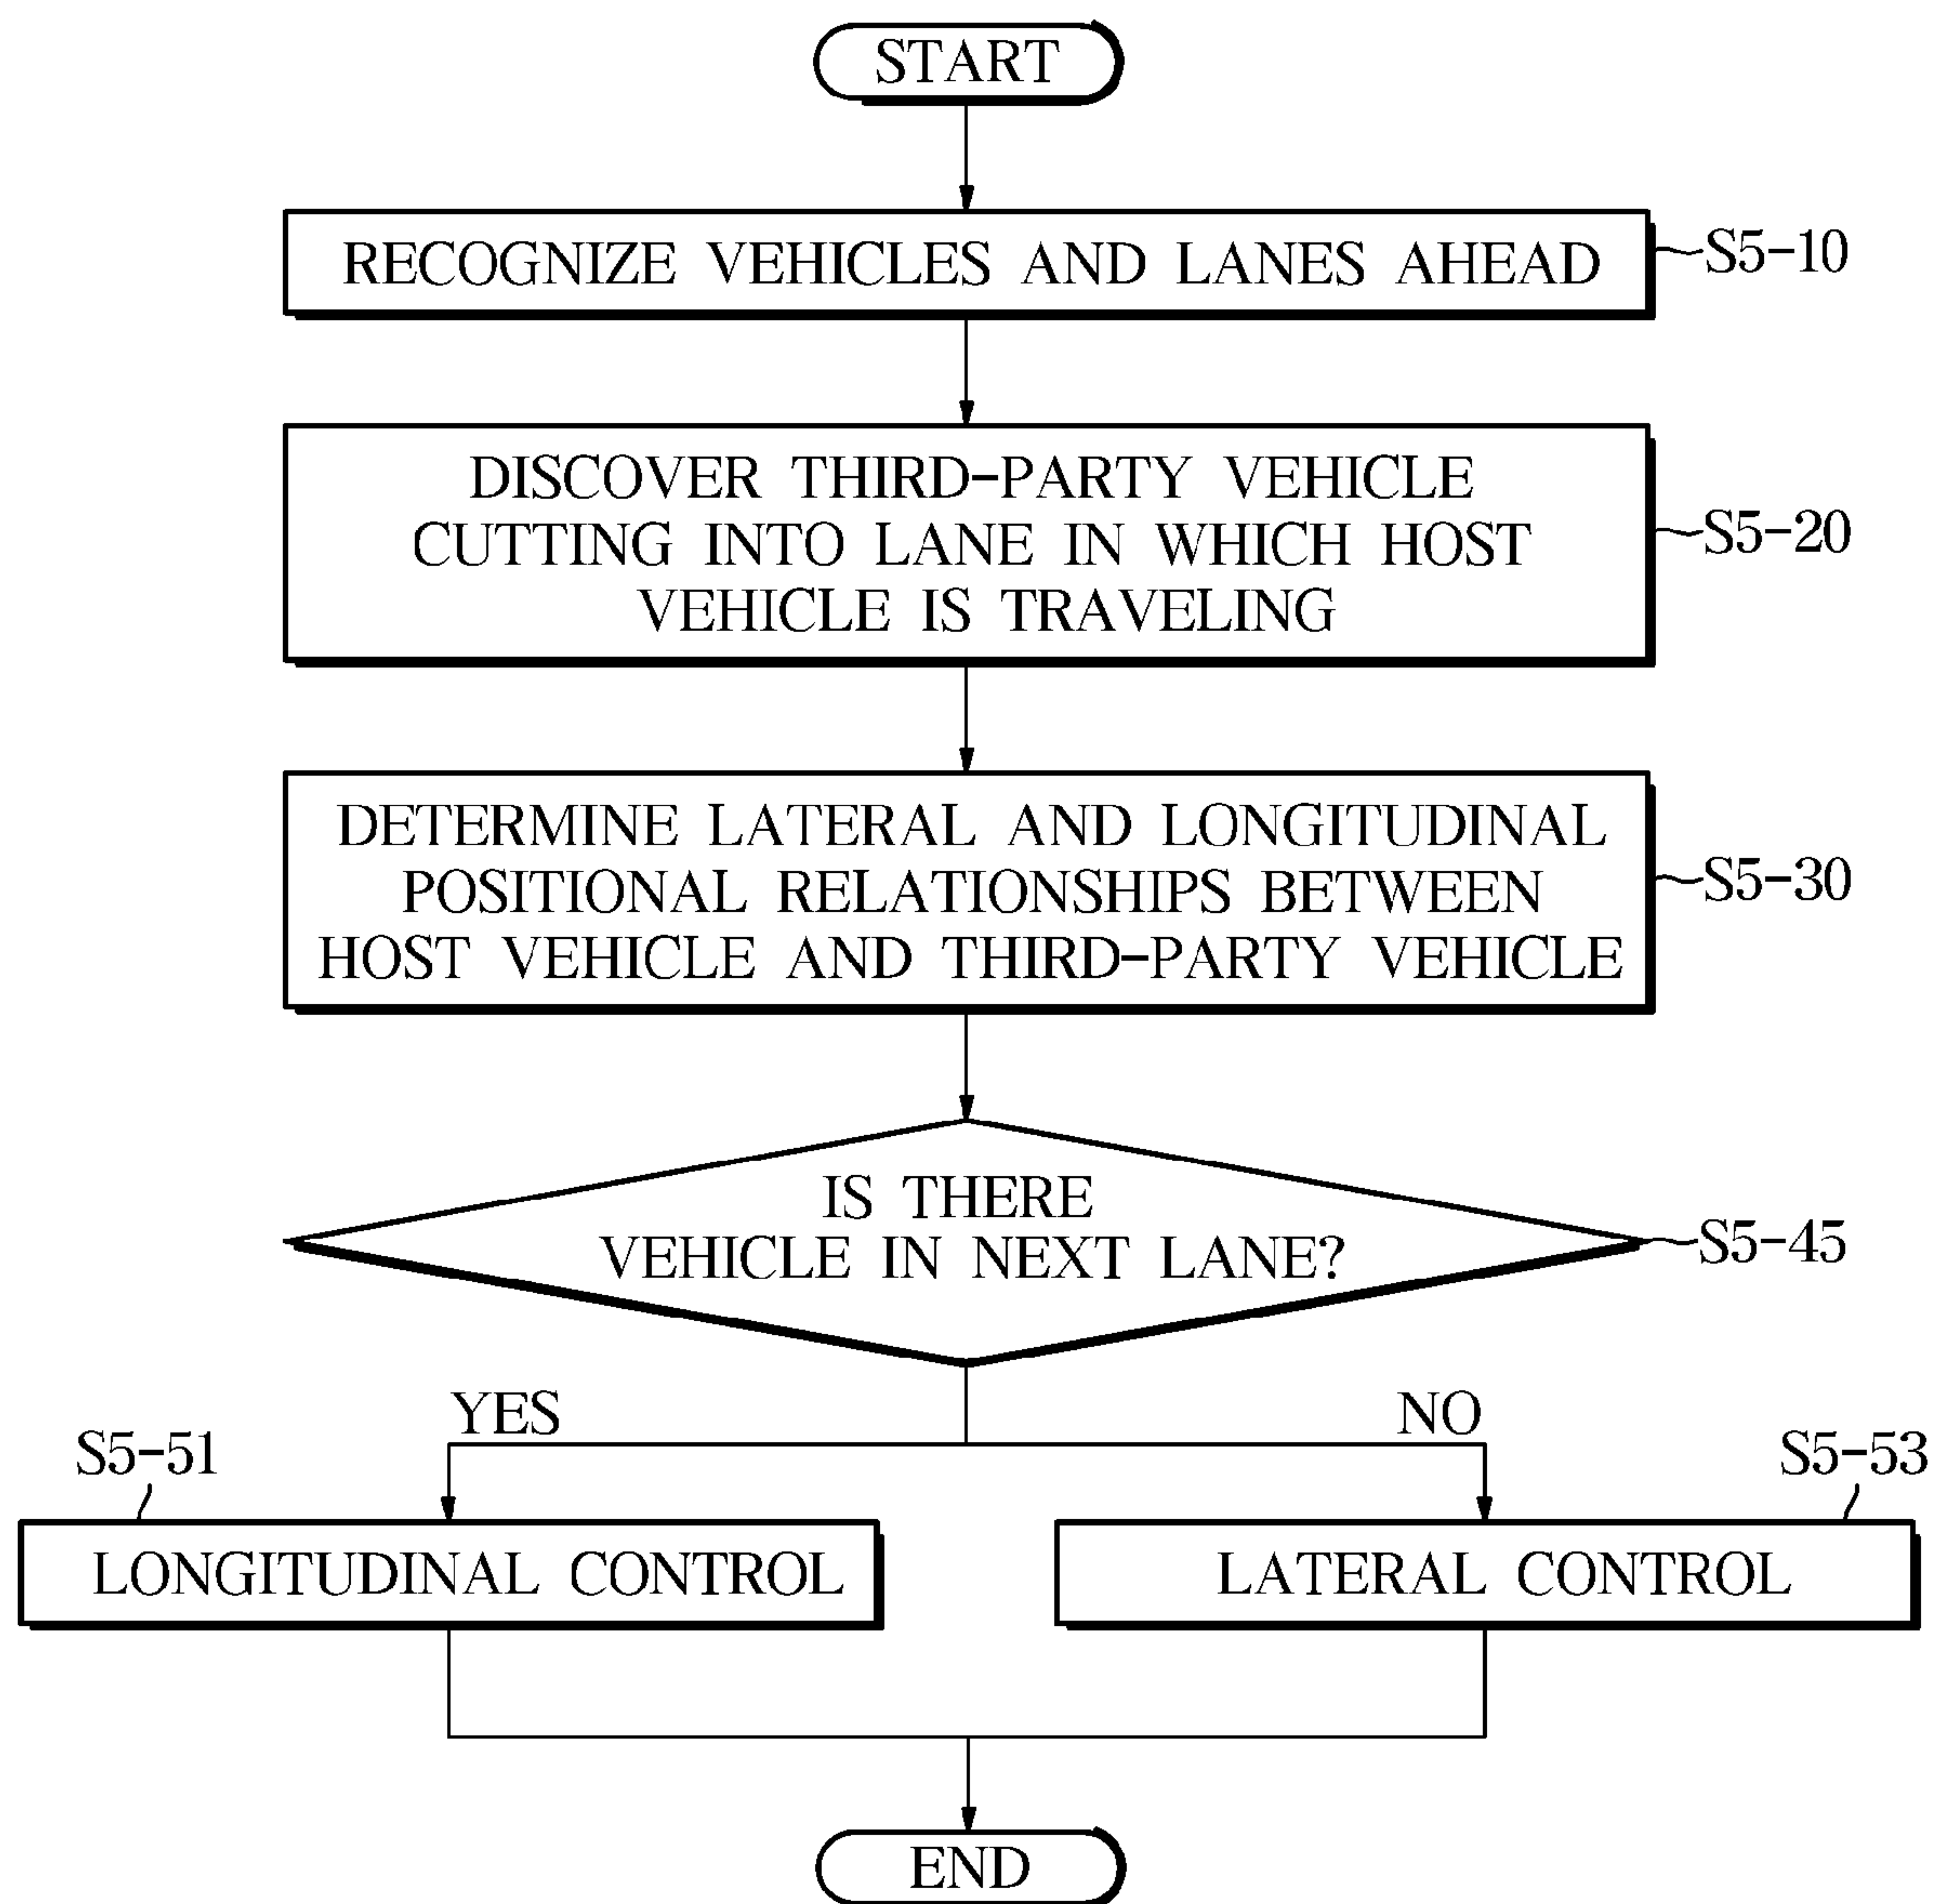 START
RECOGNIZE VEHICLES AND LANES AHEAD
S5-10
DISCOVER THIRD-PARTY VEHICLE
CUTTING INTO LANE IN WHICH HOST
VEHICLE IS TRAVELING
S5-20
DETERMINE LATERAL AND LONGITUDINAL
POSITIONAL RELATIONSHIPS BETWEEN
HOST VEHICLE AND THIRD-PARTY VEHICLE
S5-30
IS THERE
VEHICLE IN NEXT LANE?
S5-45
YES
NO
S5-51
S5-53
LONGITUDINAL CONTROL
LATERAL CONTROL
END